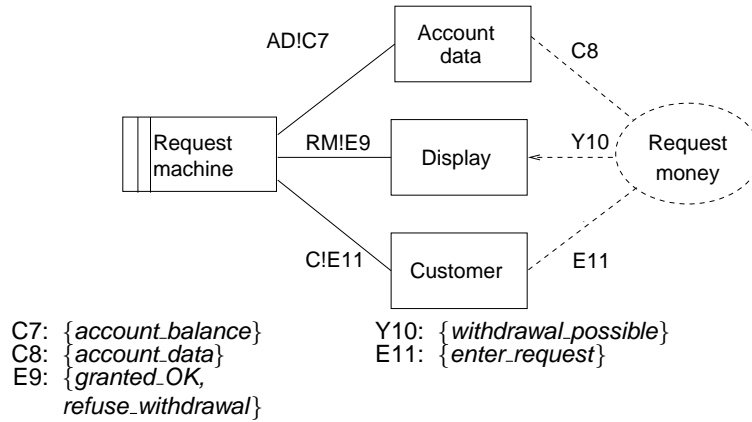 AD!C7
Account
data
C8
Request
machine
RM!E9
Display
Y10
Request
money
C!E11
Customer
E11
C7: {account_balance}
C8: {account_data}
E9: {granted_OK,
refuse_withdrawal}
Y10: {withdrawal_possible}
E11: {enter_request}